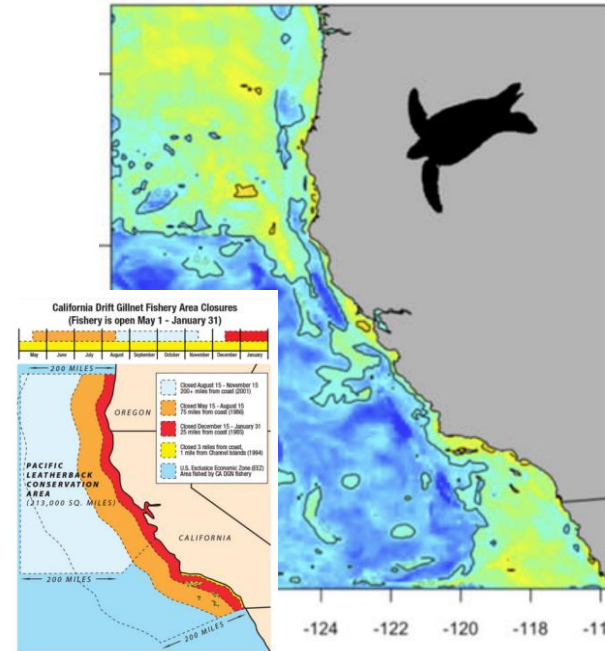 California Drift Gillnet Fishery Area Closures
(Fishery is open May 1 - January 31)
May June July August September October November December January
200 MILES
OREGON
Closed August 15 - November 15
200+ miles from coast (2001)
Closed May 15 - August 15
75 miles from coast (1986)
Closed December 15 - January 31
25 miles from coast (1985)
Closed 3 miles from coast,
1 mile from Channel Islands (1994)
U.S. Exclusice Economic Zone (EEZ)
Area fished by CA DGN fishery
PACIFIC
LEATHERBACK
CONSERVATION
AREA
(213,000 SQ. MILES)
CALIFORNIA
200 MILES
200 MILES
-124 -122 -120 -118